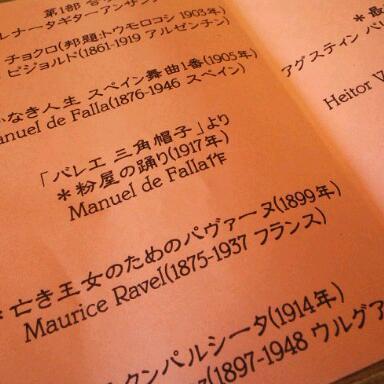 第1部 合
レナータギターアンサン
チョクロ(邦題:トウモロコシ 1903年)
ビジョルド(1861-1919 アルゼンチン)
なき人生 スペイン舞曲1番(1905年)
Manuel de Falla(1876-1946 スペイン)
「バレエ 三角帽子」より
＊粉屋の踊り(1917年)
Manuel de Falla作
亡き王女のためのパヴァーヌ(1899年)
Maurice Ravel(1875-1937 フランス)
クンパルシータ(1914年)
(1897-1948 ウルグア
＊最
アグスティン バ
Heitor V